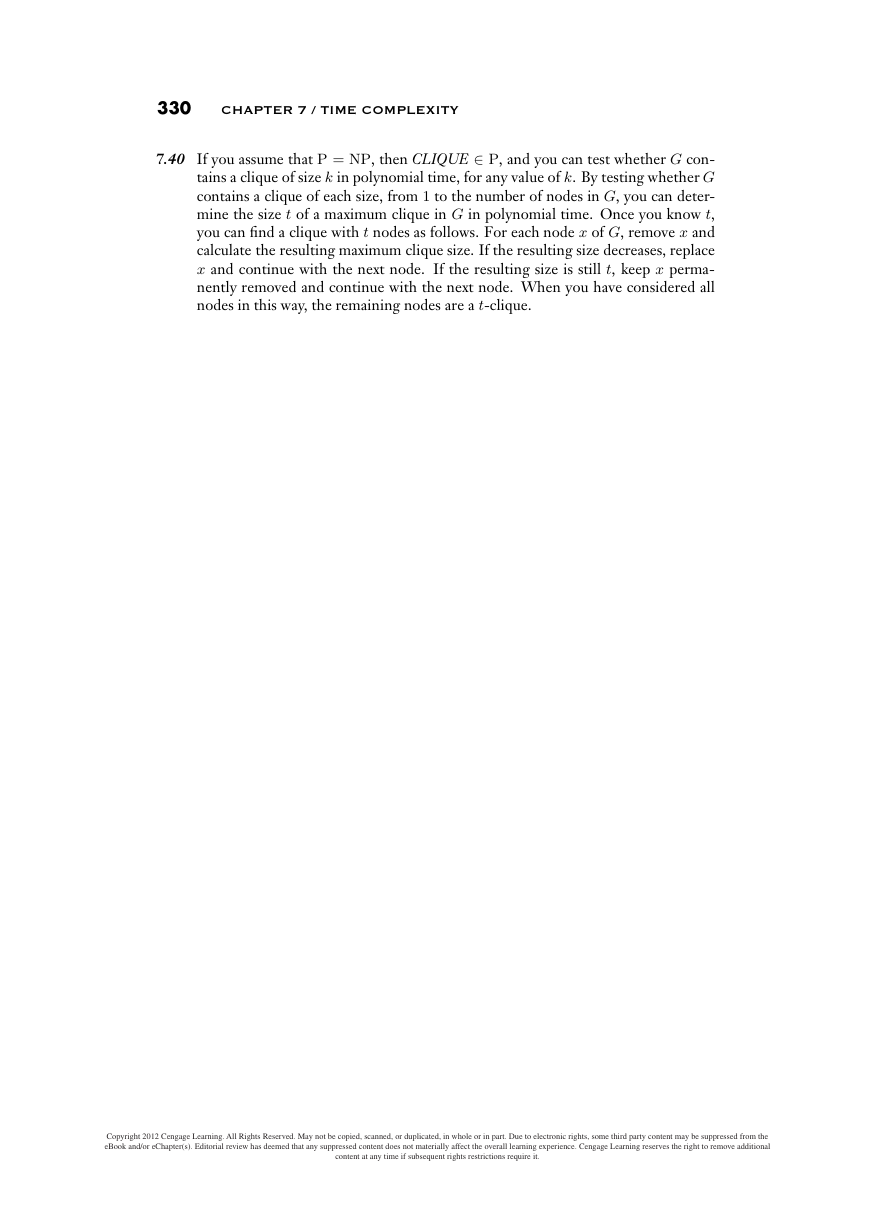 330 CHAPTER 7 / TIME COMPLEXITY
7.40 If you assume that P = NP, then CLIQUE ∈ P, and you can test whether G con-
tains a clique of size k in polynomial time, for any value of k. By testing whether G
contains a clique of each size, from 1 to the number of nodes in G, you can deter-
mine the size t of a maximum clique in G in polynomial time. Once you know t,
you can find a clique with t nodes as follows. For each node x of G, remove x and
calculate the resulting maximum clique size. If the resulting size decreases, replace
x and continue with the next node. If the resulting size is still t, keep x perma-
nently removed and continue with the next node. When you have considered all
nodes in this way, the remaining nodes are a t-clique.
Copyright 2012 Cengage Learning. All Rights Reserved. May not be copied, scanned, or duplicated, in whole or in part. Due to electronic rights, some third party content may be suppressed from the
eBook and/or eChapter(s). Editorial review has deemed that any suppressed content does not materially affect the overall learning experience. Cengage Learning reserves the right to remove additional
content at any time if subsequent rights restrictions require it.